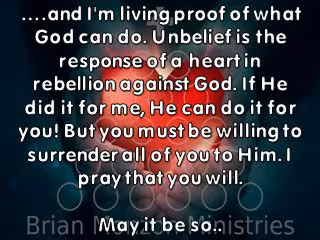 ....and I'm living proof of what
God can do. Unbelief is the
response of a heart in
rebellion against God. If He
did it for me, He can do it for
you! But you must be willing to
surrender all of you to Him. I
pray that you will.
May it be so..
Brian Ministries